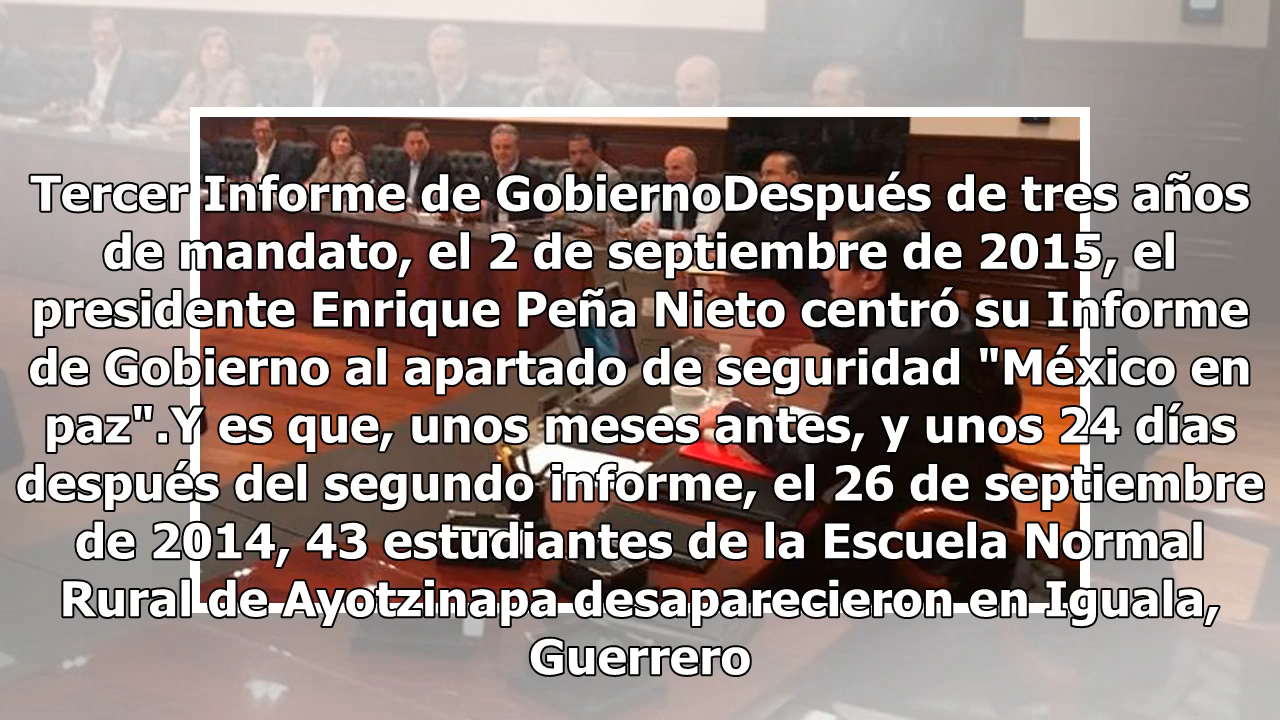 Tercer Informe de GobiernoDespués de tres años
de mandato, el 2 de septiembre de 2015, el
presidente Enrique Peña Nieto centró su Informe
de Gobierno al apartado de seguridad "México en
paz".Y es que, unos meses antes, y unos 24 días
después del segundo informe, el 26 de septiembre
de 2014, 43 estudiantes de la Escuela Normal
Rural de Ayotzinapa desaparecieron en Iguala,
Guerrero